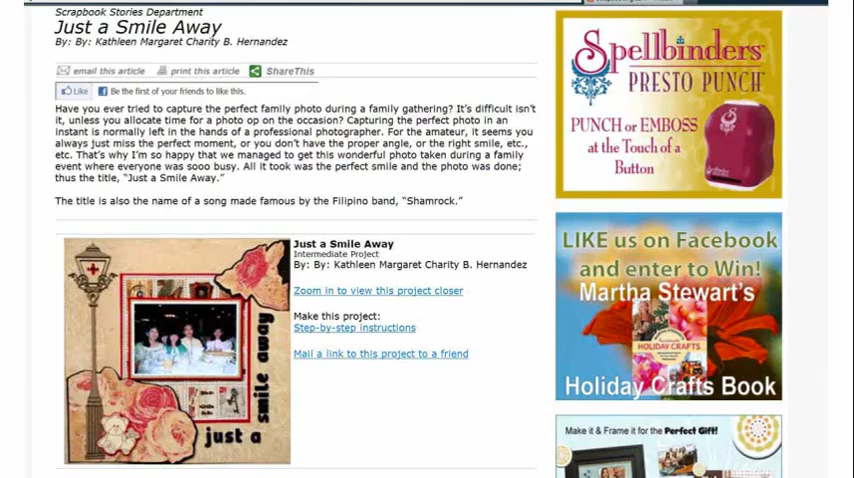 Scrapbook Stories Department
Just a Smile Away
By: By: Kathleen Margaret Charity B. Hernandez
email this article print this article ShareThis
Like Be the first of your friends to like this.
Have you ever tried to capture the perfect family photo during a family gathering? It's difficult isn't
it, unless you allocate time for a photo op on the occasion? Capturing the perfect photo in an
instant is normally left in the hands of a professional photographer. For the amateur, it seems you
always just miss the perfect moment, or you don't have the proper angle, or the right smile, etc.,
etc. That's why I'm so happy that we managed to get this wonderful photo taken during a family
event where everyone was sooo busy. All it took was the perfect smile and the photo was done;
thus the title, "Just a Smile Away."
The title is also the name of a song made famous by the Filipino band, "Shamrock."
just a
smile away
Just a Smile Away
Intermediate Project
By: By: Kathleen Margaret Charity B. Hernandez
Zoom in to view this project closer
Make this project:
Step-by-step instructions
Mail a link to this project to a friend
Spellbinders
PRESTO PUNCH
PUNCH or EMBOSS
at the Touch of a
Button
LIKE us on Facebook
and enter to Win!
Martha Stewart's
HOLIDAY CRAFTS
Holiday Crafts Book
Make it & Frame it for the Perfect Gift!